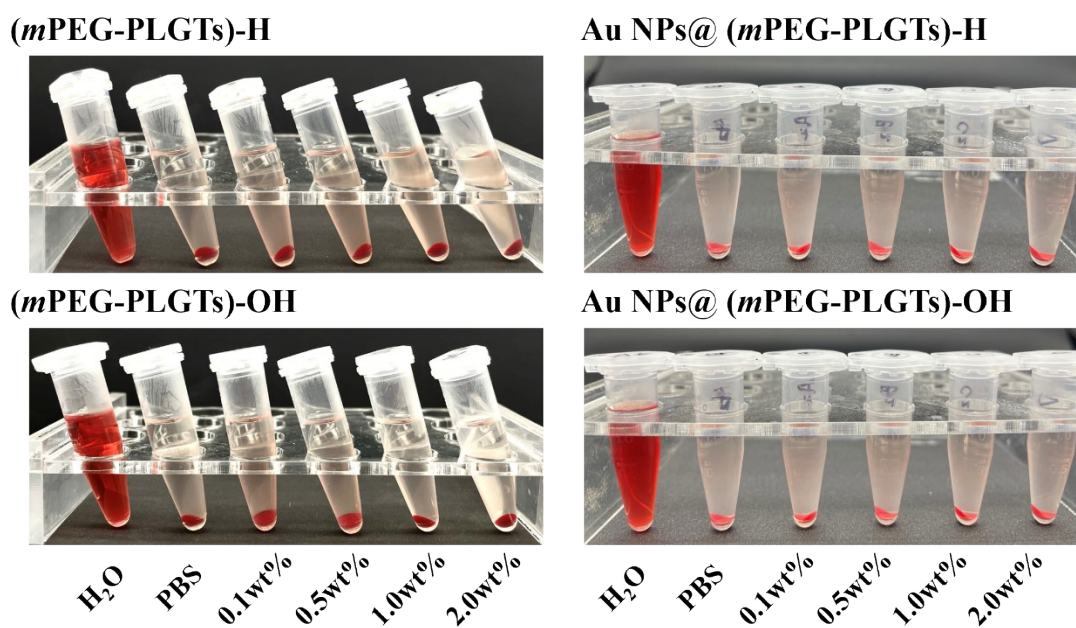 (mPEG-PLGTs)-H
Au NPs@ (mPEG-PLGTs)-H
(mPEG-PLGTs)-OH
Au NPs@ (mPEG-PLGTs)-OH
H₂O PBS 0.1wt% 0.5wt% 1.0wt% 2.0wt%
H₂O PBS 0.1wt% 0.5wt% 1.0wt% 2.0wt%